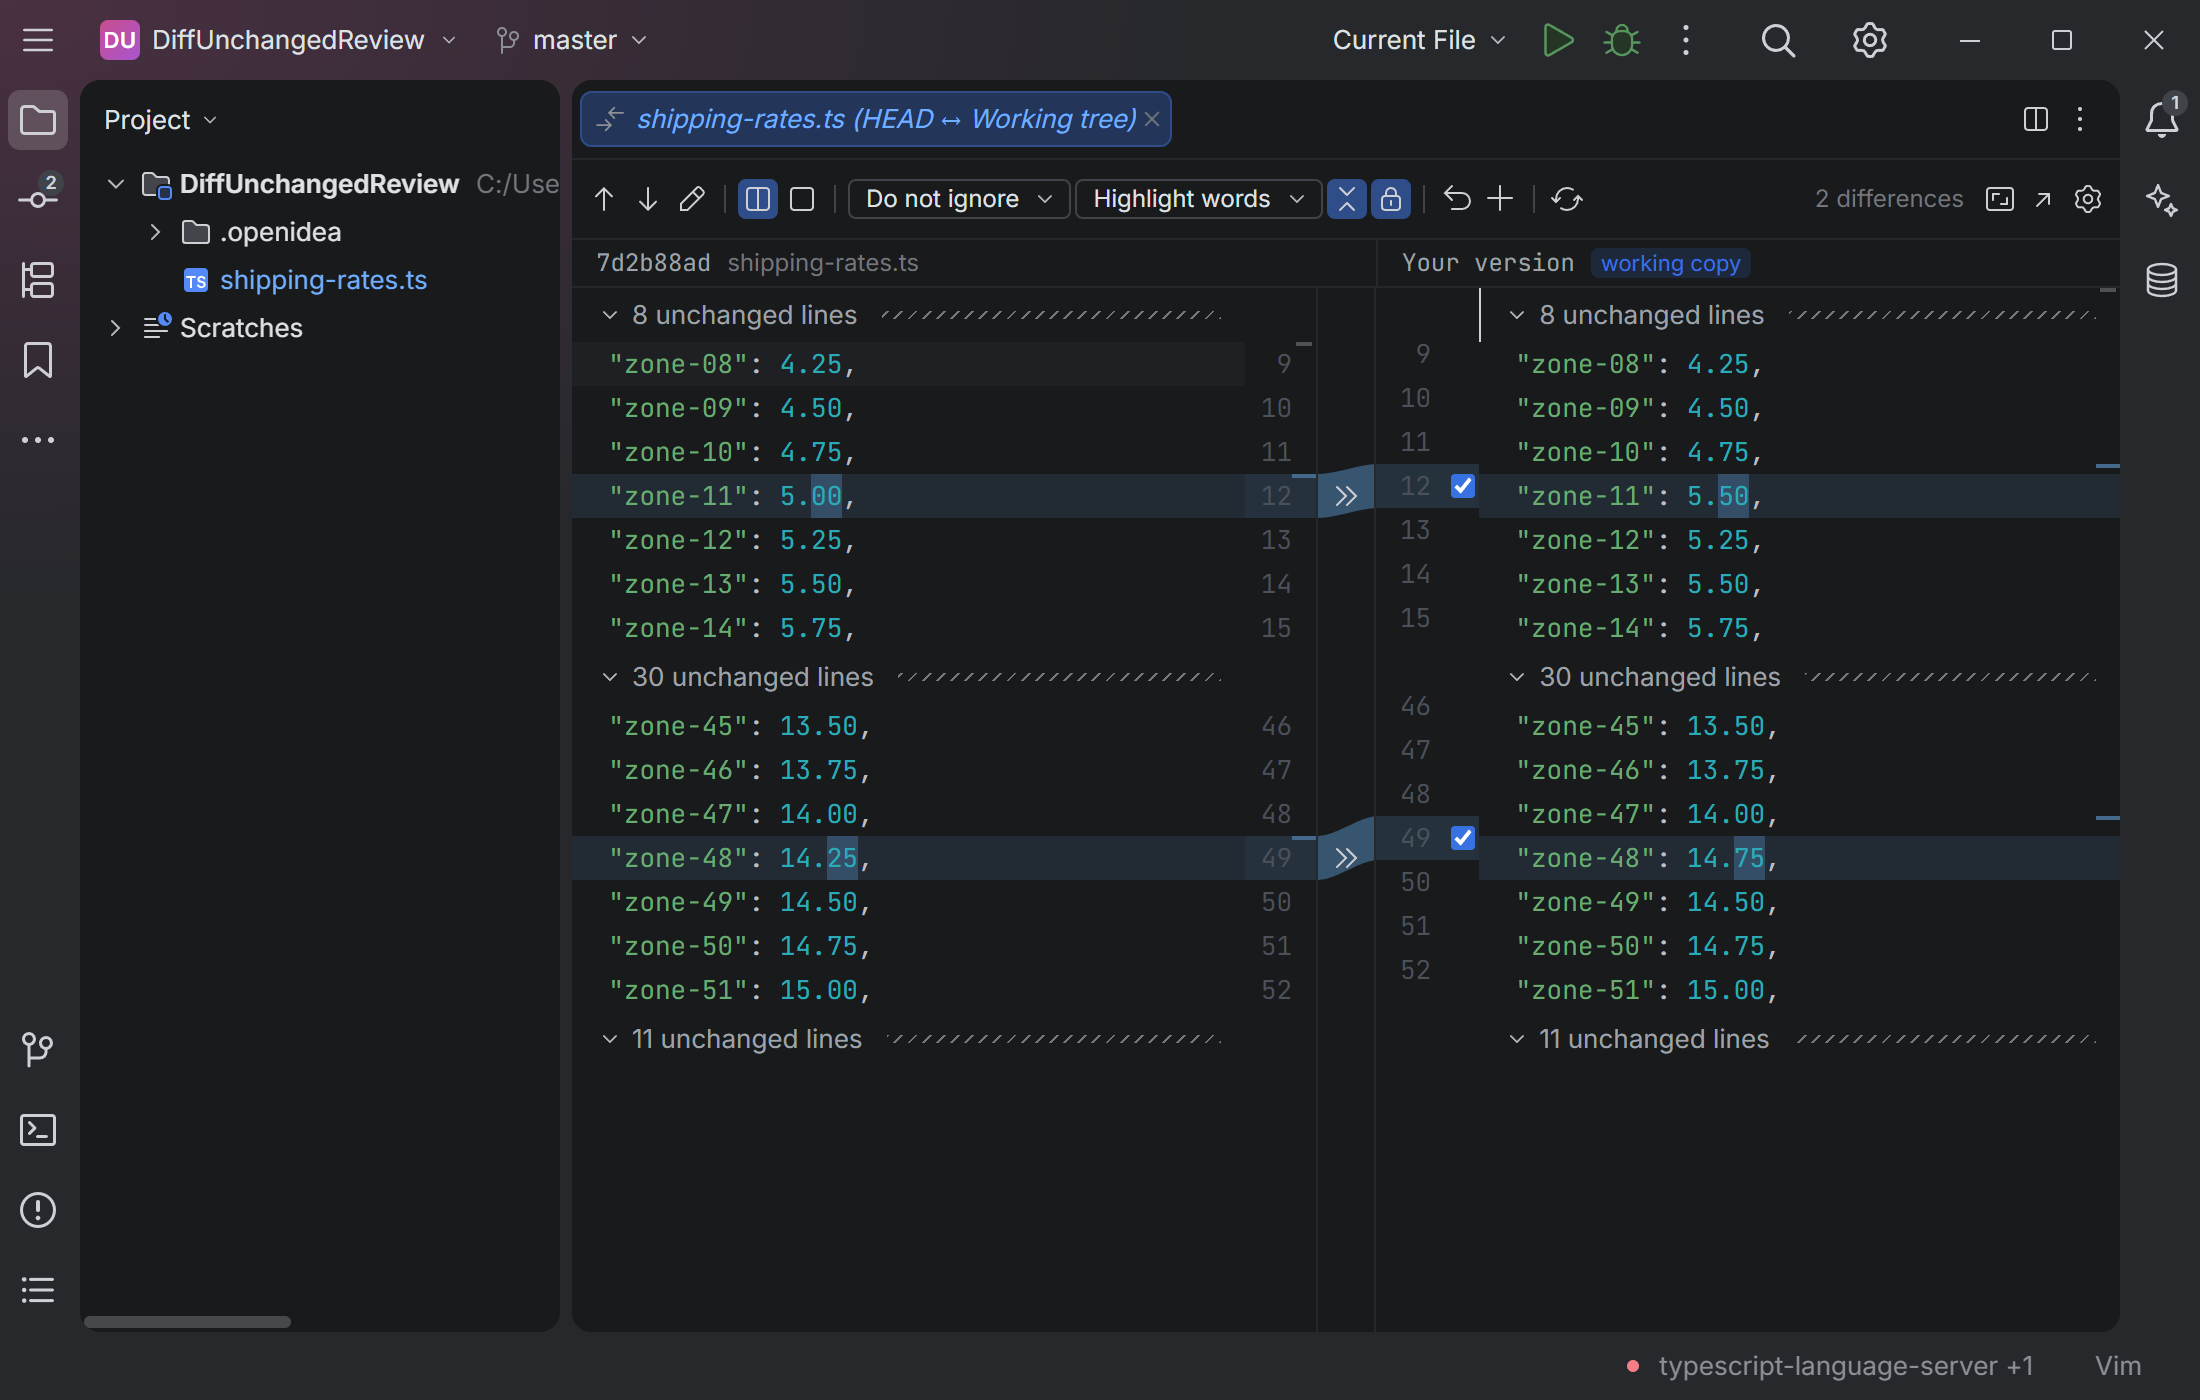 DU DiffUnchangedReview master Current File
Project
DiffUnchangedReview C:/Use
.openidea
TS shipping-rates.ts
Scratches
2
1
shipping-rates.ts (HEAD ↔ Working tree)
Do not ignore Highlight words 2 differences
7d2b88ad shipping-rates.ts Your version working copy
8 unchanged lines 8 unchanged lines
"zone-08": 4.25, 9 9 "zone-08": 4.25,
"zone-09": 4.50, 10 10 "zone-09": 4.50,
"zone-10": 4.75, 11 11 "zone-10": 4.75,
"zone-11": 5.00, 12 12 "zone-11": 5.50,
"zone-12": 5.25, 13 13 "zone-12": 5.25,
"zone-13": 5.50, 14 14 "zone-13": 5.50,
"zone-14": 5.75, 15 15 "zone-14": 5.75,
30 unchanged lines 30 unchanged lines
"zone-45": 13.50, 46 46 "zone-45": 13.50,
"zone-46": 13.75, 47 47 "zone-46": 13.75,
"zone-47": 14.00, 48 48 "zone-47": 14.00,
"zone-48": 14.25, 49 49 "zone-48": 14.75,
"zone-49": 14.50, 50 50 "zone-49": 14.50,
"zone-50": 14.75, 51 51 "zone-50": 14.75,
"zone-51": 15.00, 52 52 "zone-51": 15.00,
11 unchanged lines 11 unchanged lines
typescript-language-server +1 Vim